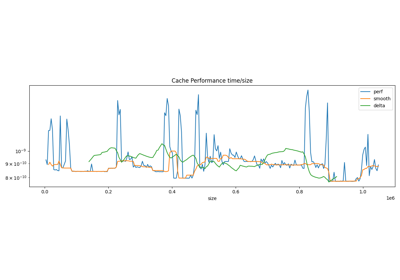 Cache Performance time/size
perf
smooth
delta
10⁻⁹
9 × 10⁻¹⁰
8 × 10⁻¹⁰
0.0 0.2 0.4 0.6 0.8 1.0
1e6
size